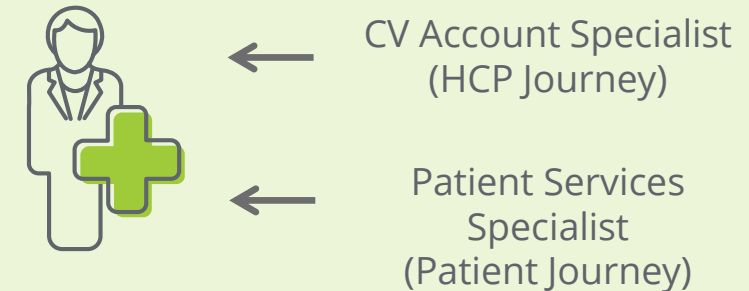 CV Account Specialist
(HCP Journey)
Patient Services
Specialist
(Patient Journey)